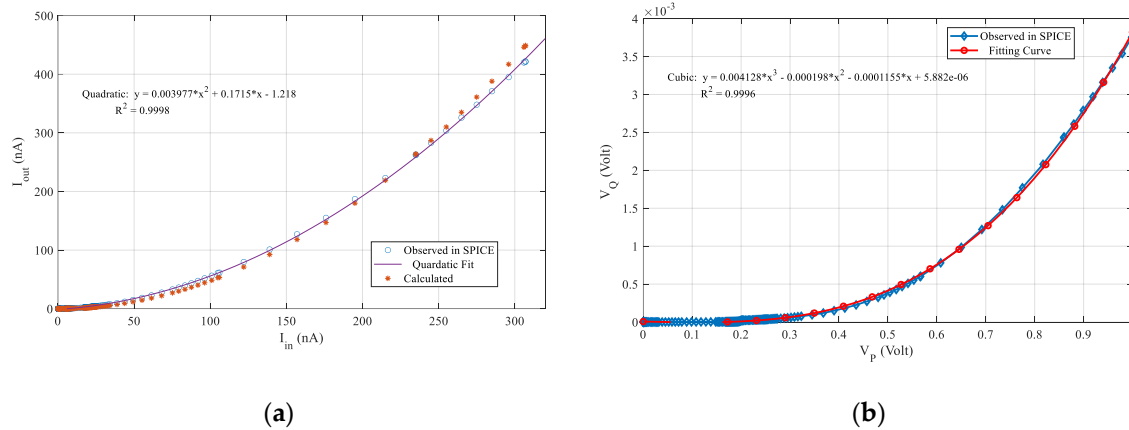 500
450
400
350
300
250
200
150
100
50
0
I_out (nA)
Quadratic: y = 0.003977*x^2 + 0.1715*x - 1.218
R^2 = 0.9998
Observed in SPICE
Quardatic Fit
Calculated
0 50 100 150 200 250 300
I_in (nA)
(a)
×10^-3
4
3.5
3
2.5
2
1.5
1
0.5
0
V_Q (Volt)
Observed in SPICE
Fitting Curve
Cubic: y = 0.004128*x^3 - 0.000198*x^2 - 0.0001155*x + 5.882e-06
R^2 = 0.9996
0 0.1 0.2 0.3 0.4 0.5 0.6 0.7 0.8 0.9
V_P (Volt)
(b)